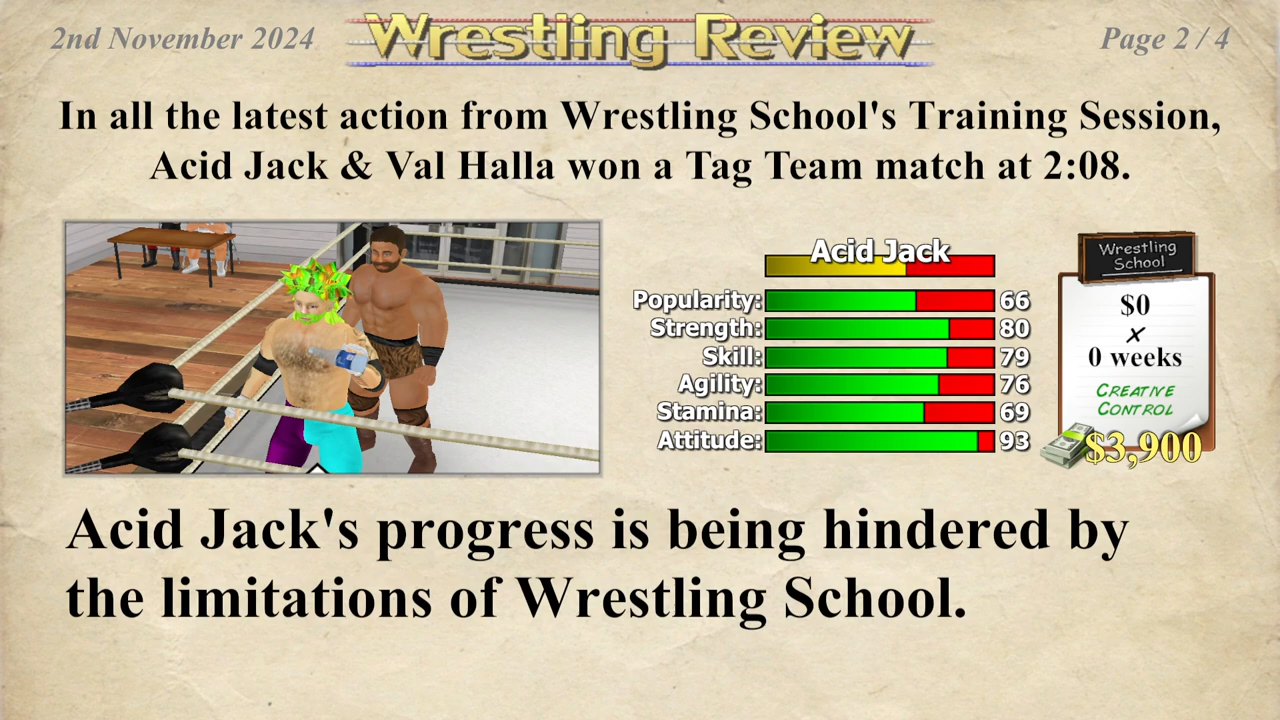 2nd November 2024
Wrestling Review
Page 2 / 4
In all the latest action from Wrestling School's Training Session,
Acid Jack & Val Halla won a Tag Team match at 2:08.
Acid Jack
Popularity: 66
Strength: 80
Skill: 79
Agility: 76
Stamina: 69
Attitude: 93
Wrestling
School
$0
x
0 weeks
CREATIVE
CONTROL
$3,900
Acid Jack's progress is being hindered by
the limitations of Wrestling School.